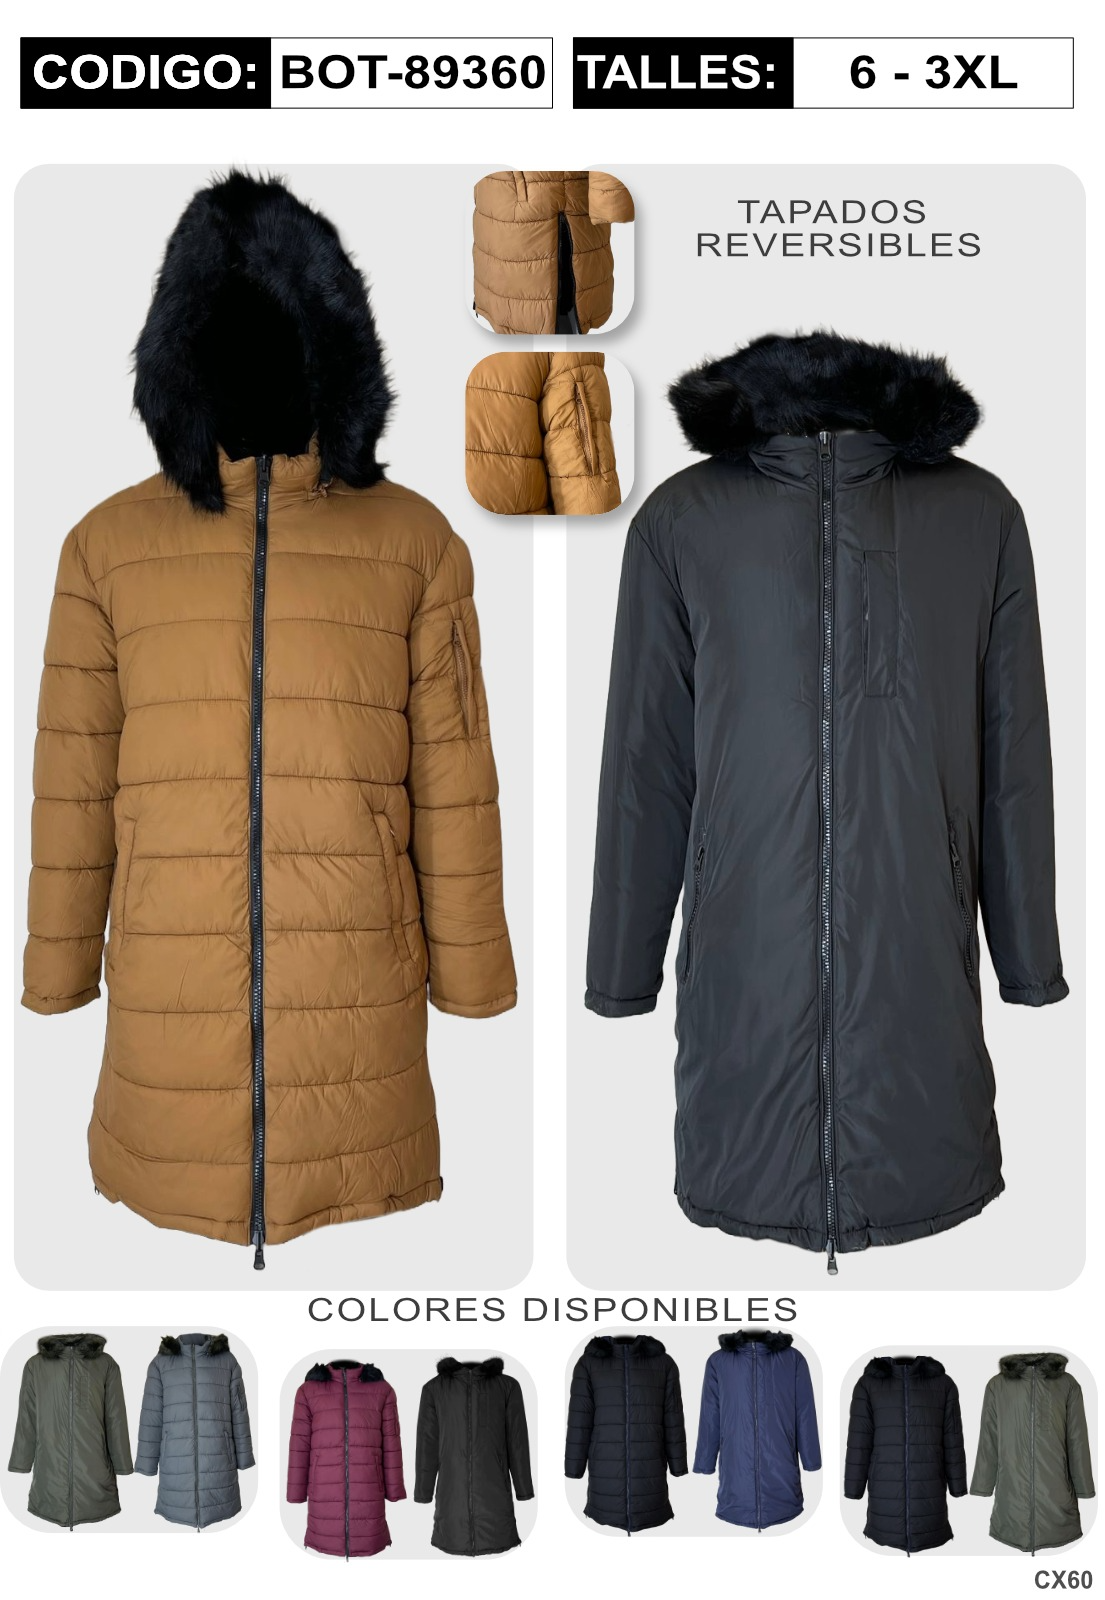 CODIGO: BOT-89360 TALLES: 6 - 3XL
TAPADOS
REVERSIBLES
COLORES DISPONIBLES
CX60